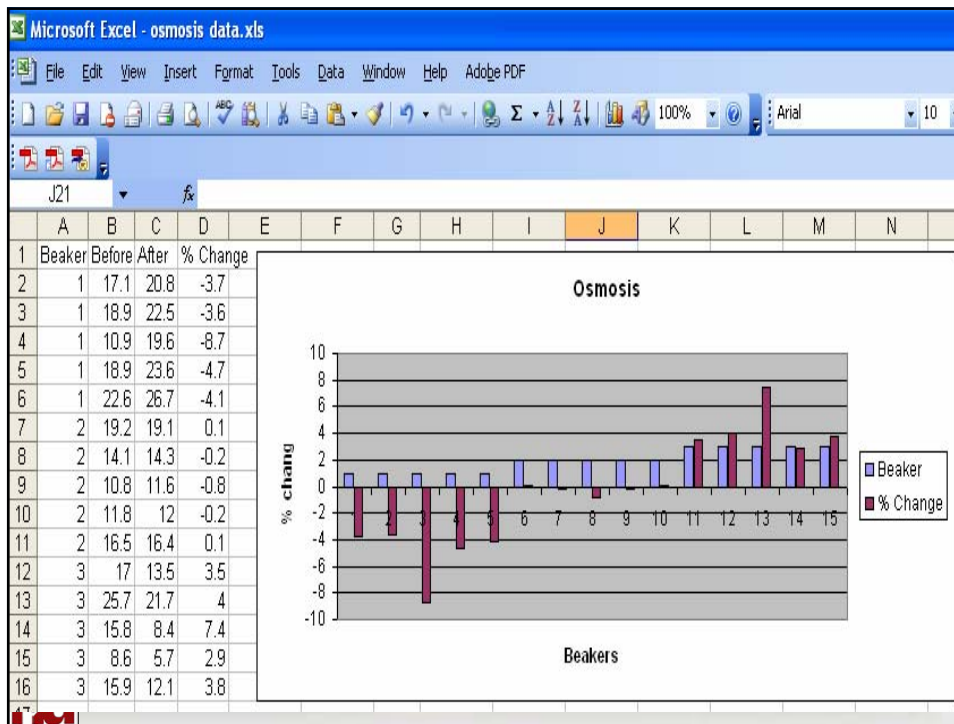 Microsoft Excel - osmosis data.xls
File Edit View Insert Format Tools Data Window Help Adobe PDF
ABC Σ A Z Z A 100% Arial 10
J21 fx
A B C D E F G H I J K L M N
1 Beaker Before After % Change
2 1 17.1 20.8 -3.7
3 1 18.9 22.5 -3.6
4 1 10.9 19.6 -8.7
5 1 18.9 23.6 -4.7
6 1 22.6 26.7 -4.1
7 2 19.2 19.1 0.1
8 2 14.1 14.3 -0.2
9 2 10.8 11.6 -0.8
10 2 11.8 12 -0.2
11 2 16.5 16.4 0.1
12 3 17 13.5 3.5
13 3 25.7 21.7 4
14 3 15.8 8.4 7.4
15 3 8.6 5.7 2.9
16 3 15.9 12.1 3.8
Osmosis
10
8
6
4
2
0
-2
-4
-6
-8
-10
% chang
1 2 3 4 5 6 7 8 9 10 11 12 13 14 15
Beakers
Beaker
% Change